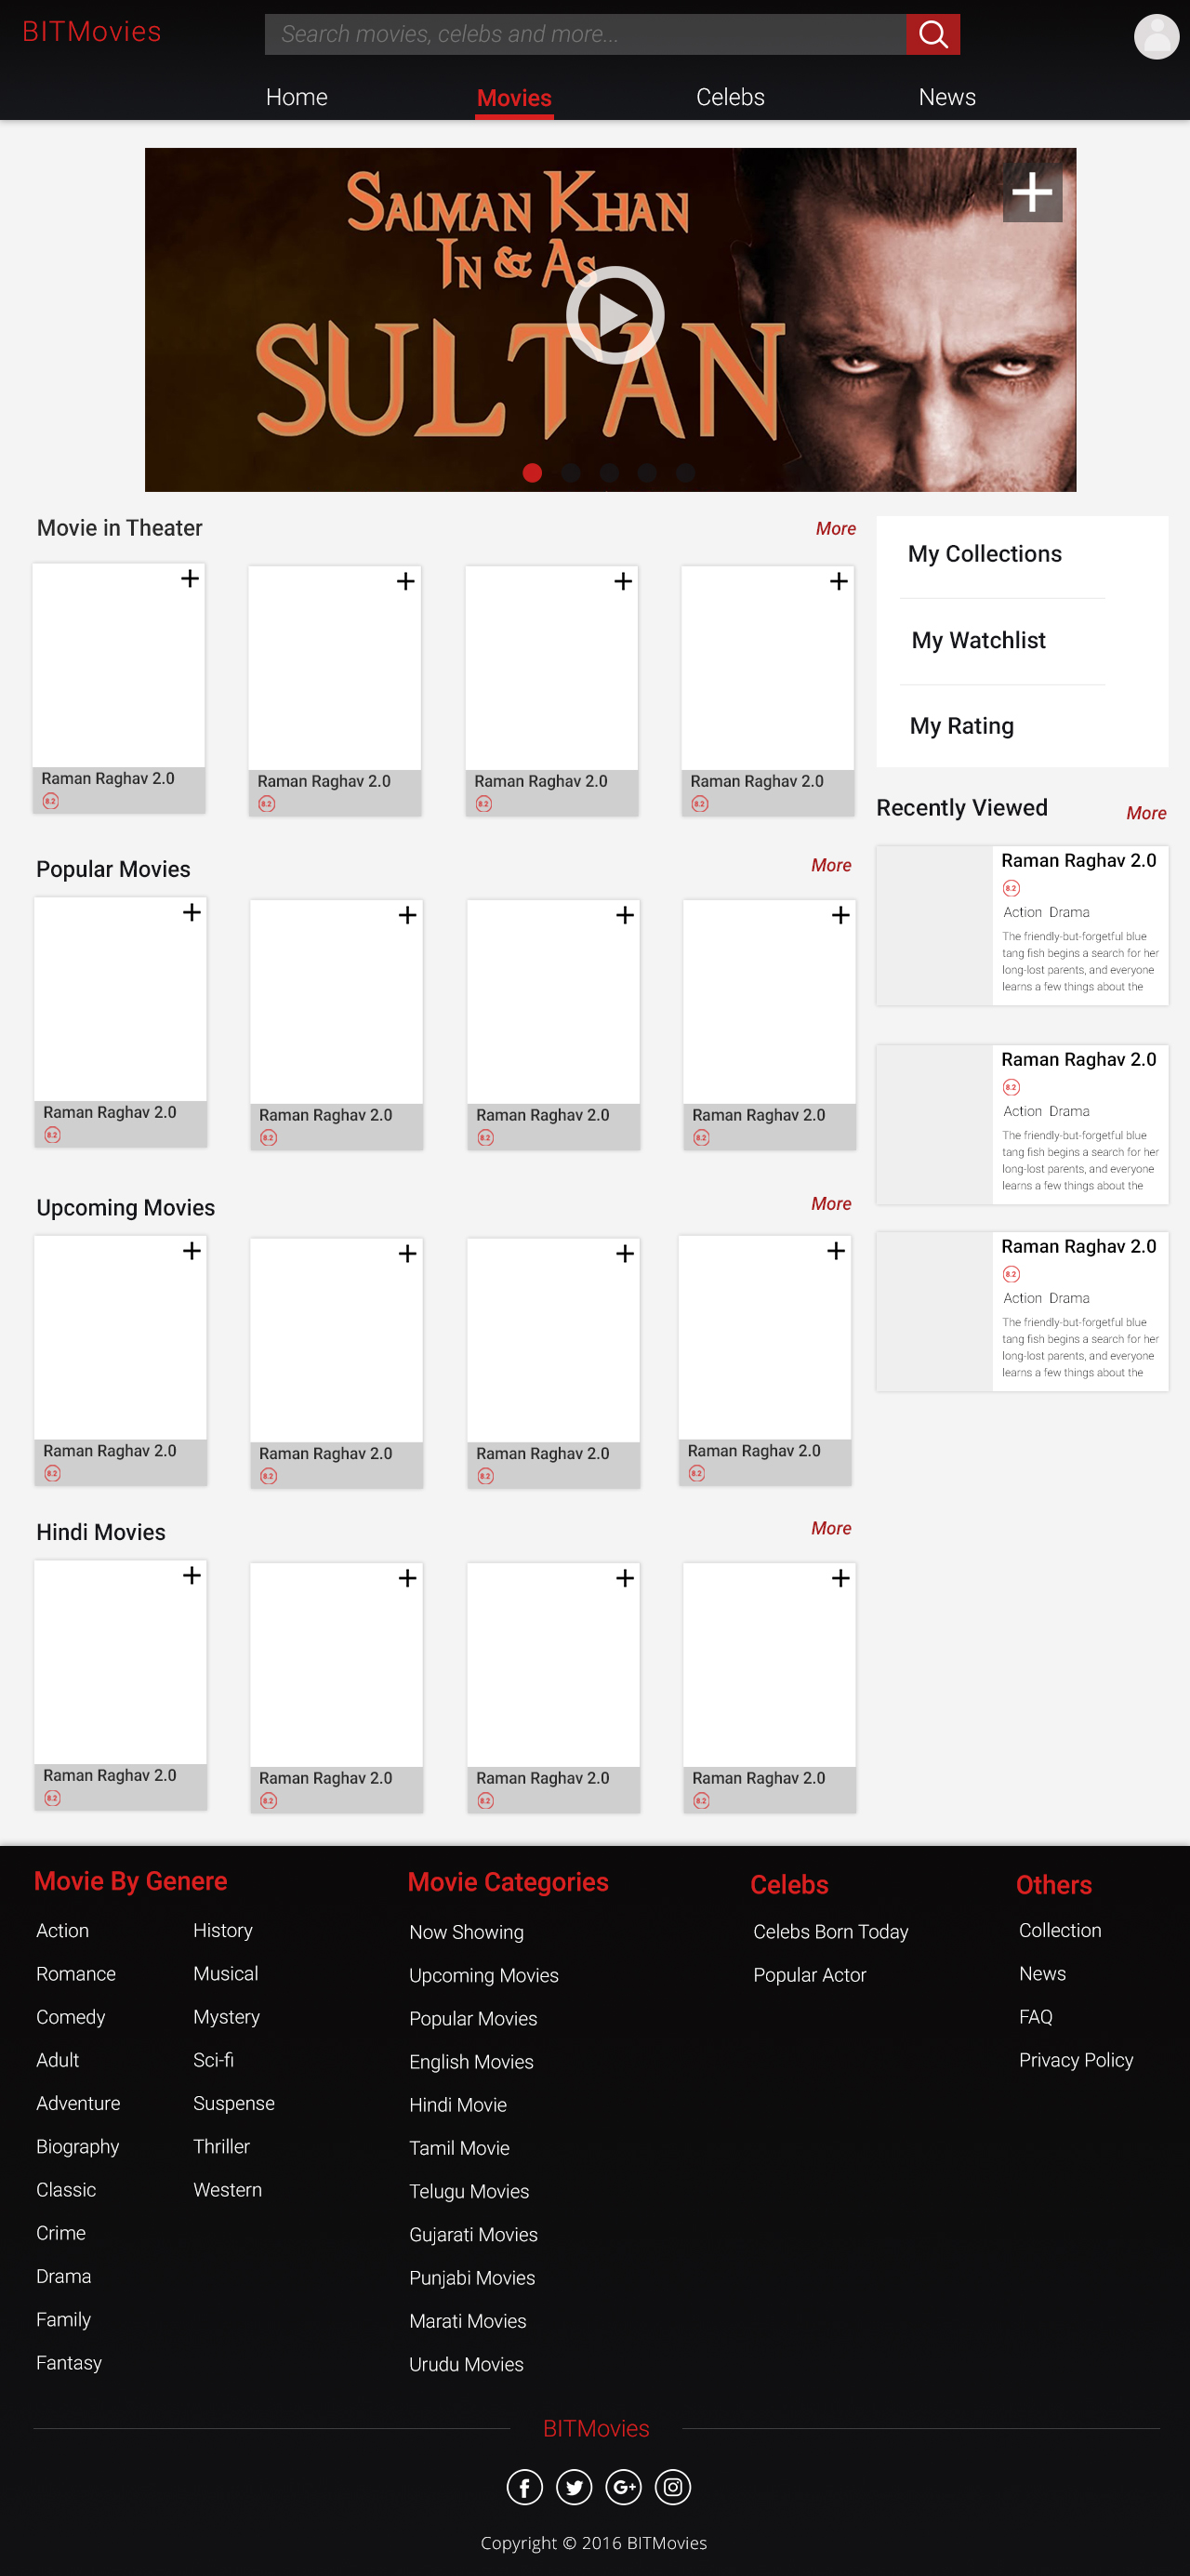 BITMovies
Search movies, celebs and more...
Home
Movies
Celebs
News
SALMAN KHAN
IN & AS
SULTAN
Movie in Theater
More
Raman Raghav 2.0
8.2
Raman Raghav 2.0
8.2
Raman Raghav 2.0
8.2
Raman Raghav 2.0
8.2
Popular Movies
More
Raman Raghav 2.0
8.2
Raman Raghav 2.0
8.2
Raman Raghav 2.0
8.2
Raman Raghav 2.0
8.2
Upcoming Movies
More
Raman Raghav 2.0
8.2
Raman Raghav 2.0
8.2
Raman Raghav 2.0
8.2
Raman Raghav 2.0
8.2
Hindi Movies
More
Raman Raghav 2.0
8.2
Raman Raghav 2.0
8.2
Raman Raghav 2.0
8.2
Raman Raghav 2.0
8.2
My Collections
My Watchlist
My Rating
Recently Viewed
More
Raman Raghav 2.0
8.2
Action Drama
The friendly-but-forgetful blue
tang fish begins a search for her
long-lost parents, and everyone
learns a few things about the
Raman Raghav 2.0
8.2
Action Drama
The friendly-but-forgetful blue
tang fish begins a search for her
long-lost parents, and everyone
learns a few things about the
Raman Raghav 2.0
8.2
Action Drama
The friendly-but-forgetful blue
tang fish begins a search for her
long-lost parents, and everyone
learns a few things about the
Movie By Genere
Action
Romance
Comedy
Adult
Adventure
Biography
Classic
Crime
Drama
Family
Fantasy
History
Musical
Mystery
Sci-fi
Suspense
Thriller
Western
Movie Categories
Now Showing
Upcoming Movies
Popular Movies
English Movies
Hindi Movie
Tamil Movie
Telugu Movies
Gujarati Movies
Punjabi Movies
Marati Movies
Urudu Movies
Celebs
Celebs Born Today
Popular Actor
Others
Collection
News
FAQ
Privacy Policy
BITMovies
f
G+
Copyright © 2016 BITMovies